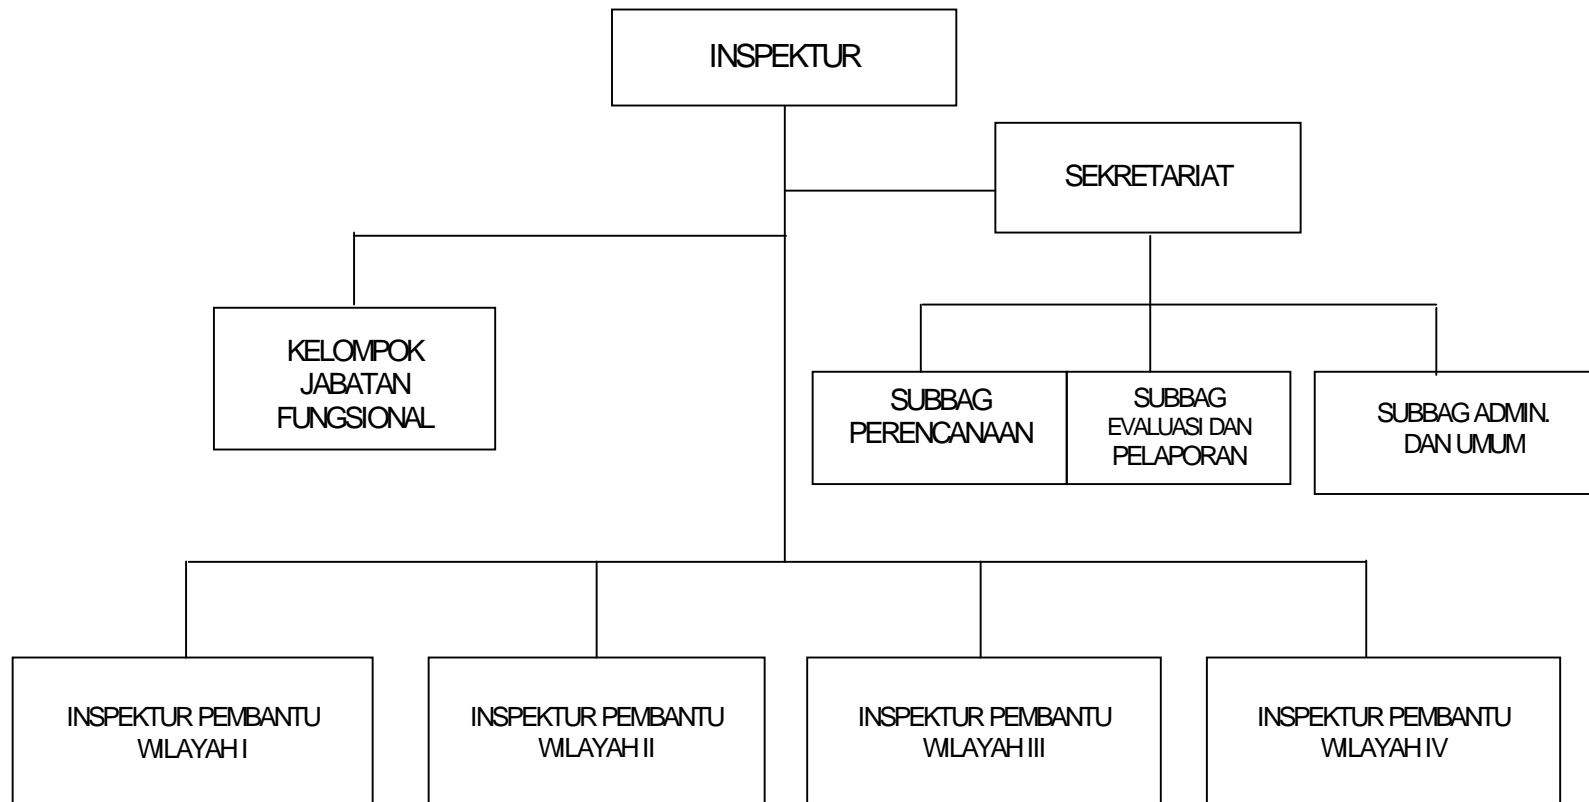 INSPEKTUR
SEKRETARIAT
KELOMPOK
JABATAN
FUNGSIONAL
SUBBAG
PERENCANAAN
SUBBAG
EVALUASI DAN
PELAPORAN
SUBBAG ADMIN.
DAN UMUM
INSPEKTUR PEMBANTU
WILAYAH I
INSPEKTUR PEMBANTU
WILAYAH II
INSPEKTUR PEMBANTU
WILAYAH III
INSPEKTUR PEMBANTU
WILAYAH IV